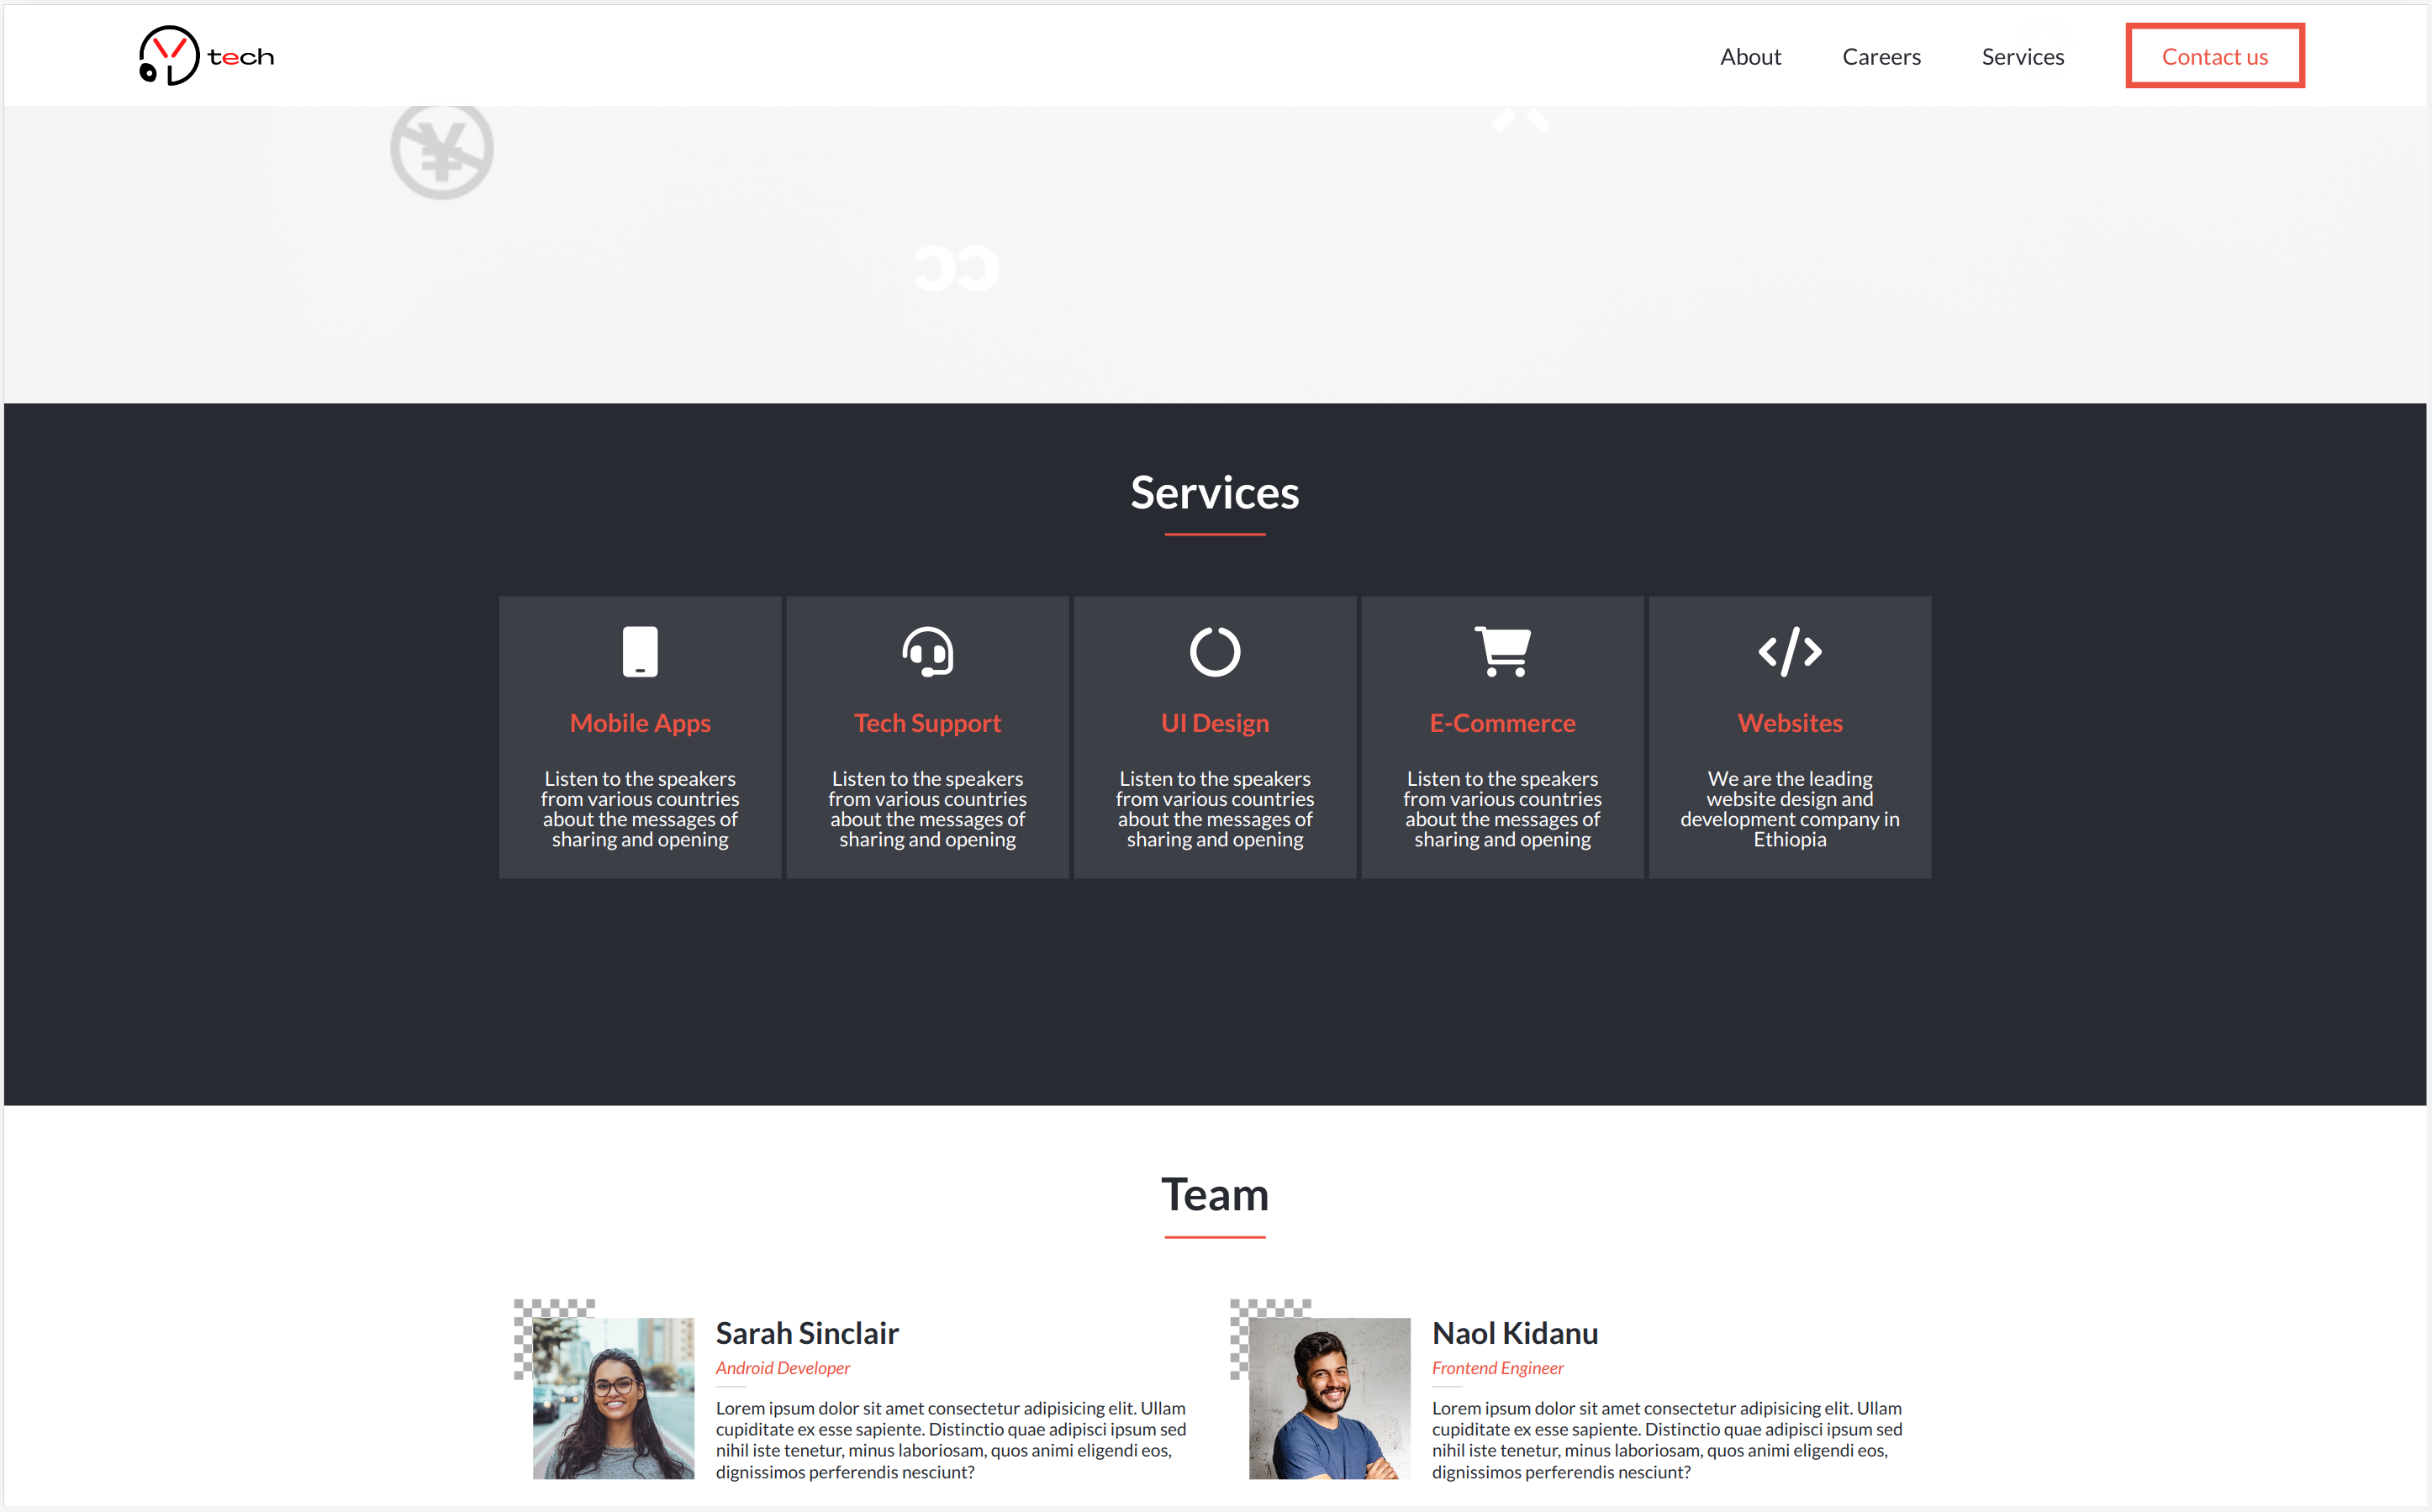 tech
About
Careers
Services
Contact us
Services
Mobile Apps
Listen to the speakers
from various countries
about the messages of
sharing and opening
Tech Support
Listen to the speakers
from various countries
about the messages of
sharing and opening
UI Design
Listen to the speakers
from various countries
about the messages of
sharing and opening
E-Commerce
Listen to the speakers
from various countries
about the messages of
sharing and opening
Websites
We are the leading
website design and
development company in
Ethiopia
Team
Sarah Sinclair
Android Developer
Lorem ipsum dolor sit amet consectetur adipisicing elit. Ullam
cupiditate ex esse sapiente. Distinctio quae adipisci ipsum sed
nihil iste tenetur, minus laboriosam, quos animi eligendi eos,
dignissimos perferendis nesciunt?
Naol Kidanu
Frontend Engineer
Lorem ipsum dolor sit amet consectetur adipisicing elit. Ullam
cupiditate ex esse sapiente. Distinctio quae adipisci ipsum sed
nihil iste tenetur, minus laboriosam, quos animi eligendi eos,
dignissimos perferendis nesciunt?